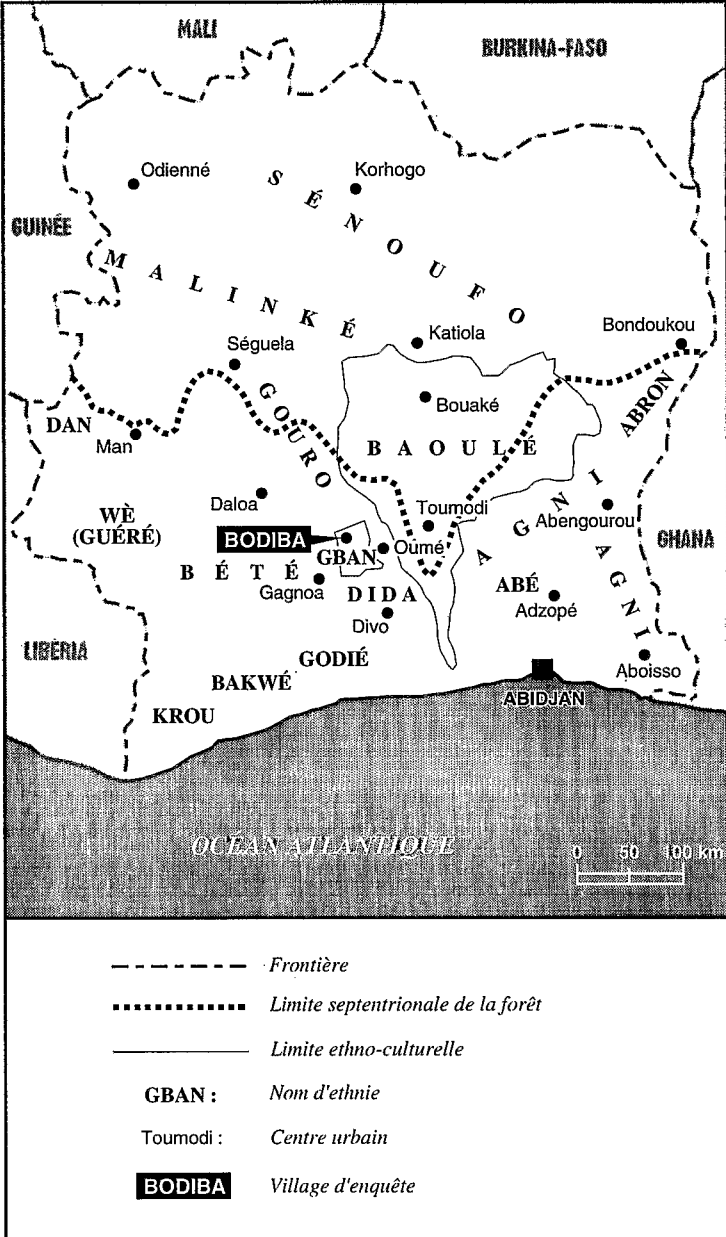 MALI
BURKINA-FASO
Odienné
Korhogo
SÉNOUFO
GUINÉE
MALINKÉ
Katiola
Bondoukou
Séguela
GOURO
Bouaké
ABRON
DAN
Man
BAOULÉ
Daloa
Toumodi
AGNI
Abengourou
WÈ
(GUÉRÉ)
BODIBA
GBAN
Oumé
GHANA
AGNI
BÉTÉ
Gagnoa
DIDA
ABÉ
Adzopé
Divo
LIBÉRIA
GODIÉ
Aboisso
BAKWÉ
ABIDJAN
KROU
OCÉAN ATLANTIQUE
0 50 100 km
Frontière
Limite septentrionale de la forêt
Limite ethno-culturelle
GBAN : Nom d'ethnie
Toumodi : Centre urbain
BODIBA Village d'enquête